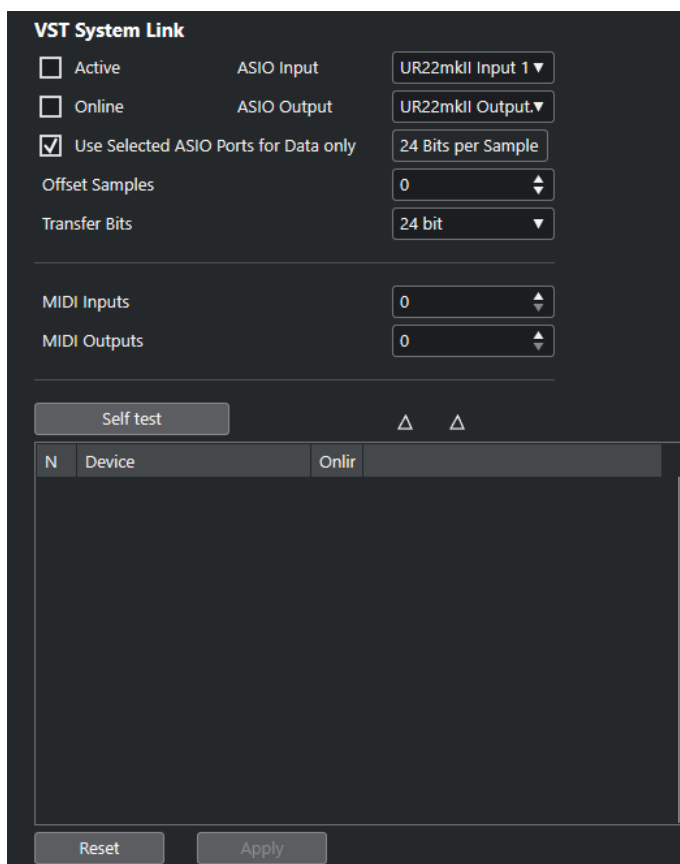 VST System Link
Active ASIO Input UR22mkII Input 1
Online ASIO Output UR22mkII Output.
Use Selected ASIO Ports for Data only 24 Bits per Sample
Offset Samples 0
Transfer Bits 24 bit
MIDI Inputs 0
MIDI Outputs 0
Self test
N Device Onlir
Reset Apply